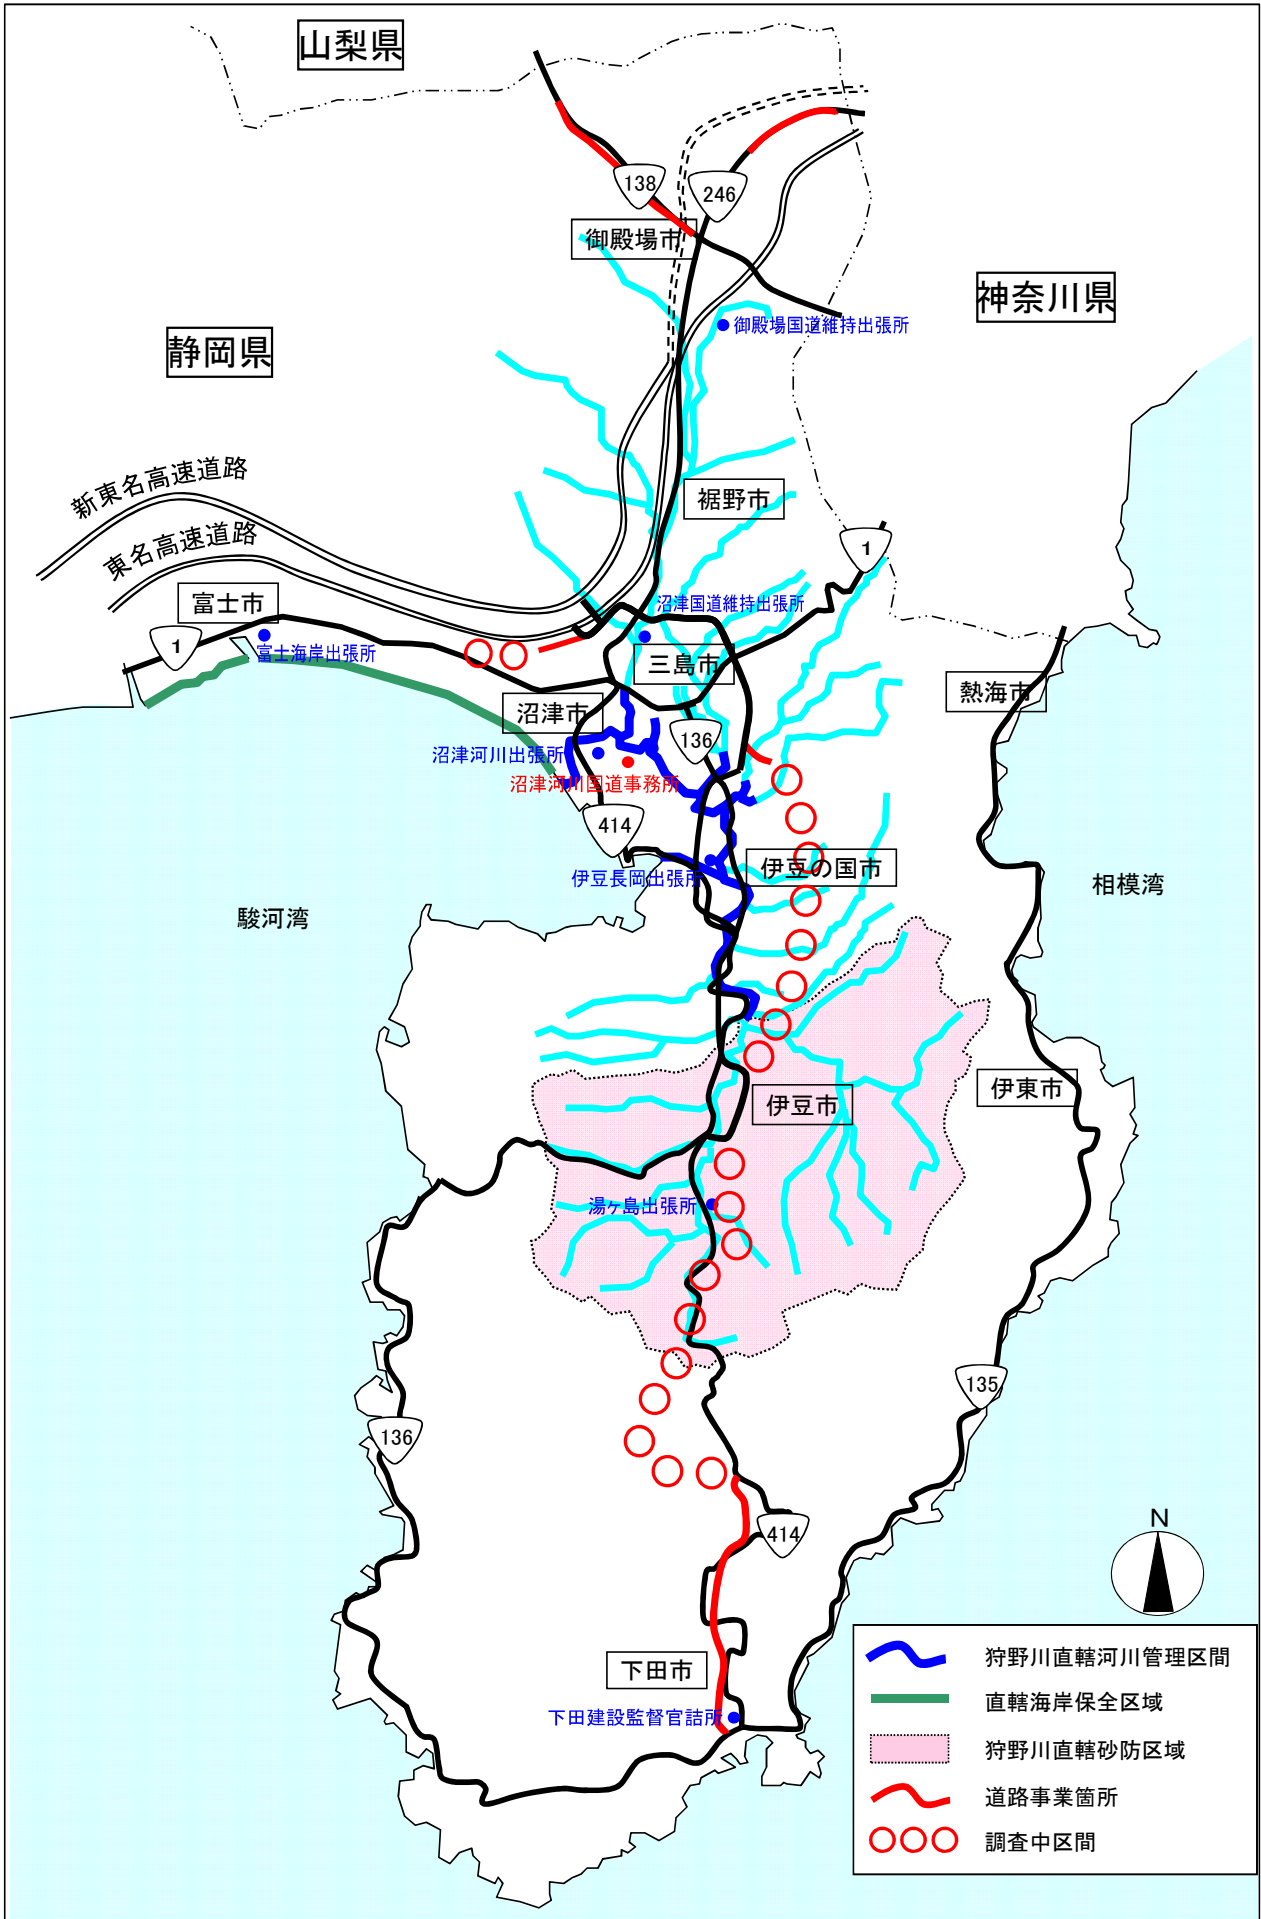 山梨県
138
246
御殿場市
神奈川県
御殿場国道維持出張所
静岡県
新東名高速道路
裾野市
東名高速道路
1
富士市
沼津国道維持出張所
1
富士海岸出張所
三島市
熱海市
沼津市
136
沼津河川出張所
沼津河川国道事務所
414
伊豆の国市
伊豆長岡出張所
相模湾
駿河湾
伊東市
伊豆市
湯ヶ島出張所
135
136
N
414
下田市
下田建設監督官詰所
狩野川直轄河川管理区間
直轄海岸保全区域
狩野川直轄砂防区域
道路事業箇所
調査中区間